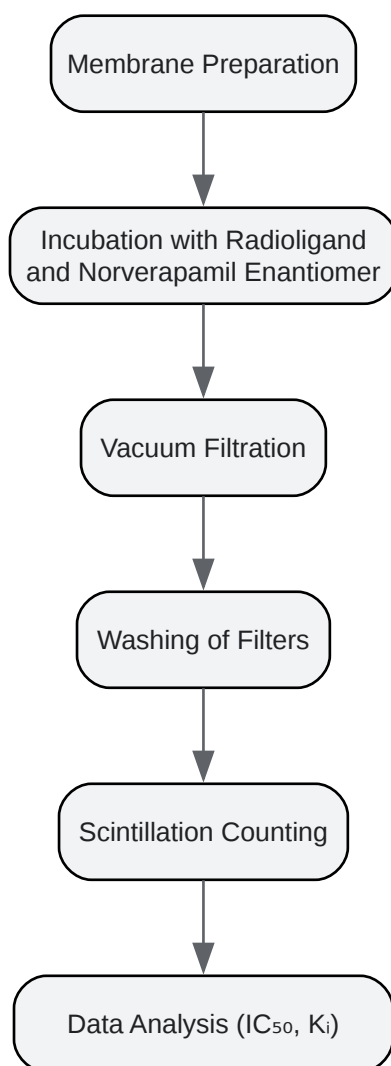 Membrane Preparation
Incubation with Radioligand
and Norverapamil Enantiomer
Vacuum Filtration
Washing of Filters
Scintillation Counting
Data Analysis (IC₅₀, Kᵢ)